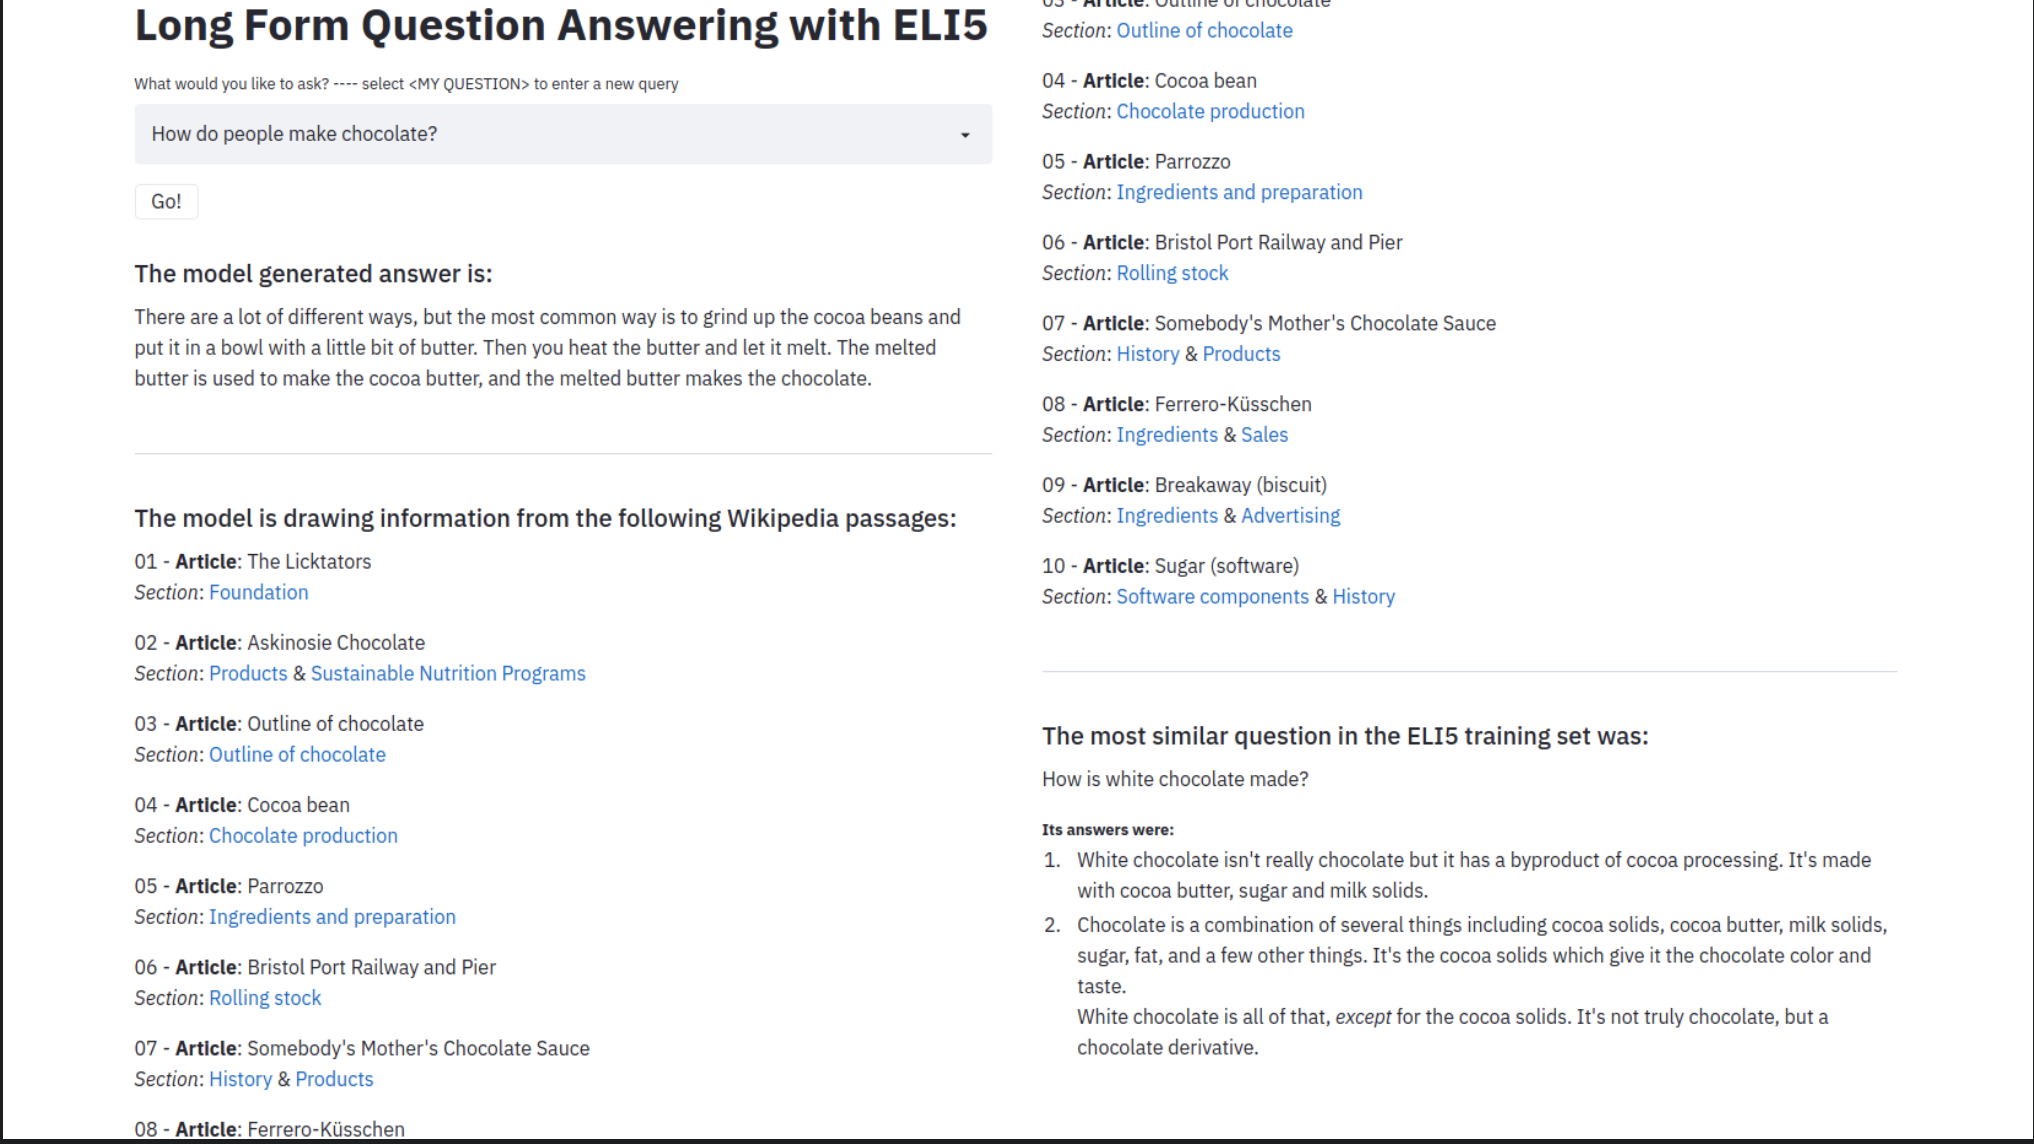 Long Form Question Answering with ELI5
What would you like to ask? ---- select <MY QUESTION> to enter a new query
How do people make chocolate?
Go!
The model generated answer is:
There are a lot of different ways, but the most common way is to grind up the cocoa beans and
put it in a bowl with a little bit of butter. Then you heat the butter and let it melt. The melted
butter is used to make the cocoa butter, and the melted butter makes the chocolate.
The model is drawing information from the following Wikipedia passages:
01 - Article: The Licktators
Section: Foundation
02 - Article: Askinosie Chocolate
Section: Products & Sustainable Nutrition Programs
03 - Article: Outline of chocolate
Section: Outline of chocolate
04 - Article: Cocoa bean
Section: Chocolate production
05 - Article: Parrozzo
Section: Ingredients and preparation
06 - Article: Bristol Port Railway and Pier
Section: Rolling stock
07 - Article: Somebody's Mother's Chocolate Sauce
Section: History & Products
08 - Article: Ferrero-Küsschen
03 - Article: Outline of chocolate
Section: Outline of chocolate
04 - Article: Cocoa bean
Section: Chocolate production
05 - Article: Parrozzo
Section: Ingredients and preparation
06 - Article: Bristol Port Railway and Pier
Section: Rolling stock
07 - Article: Somebody's Mother's Chocolate Sauce
Section: History & Products
08 - Article: Ferrero-Küsschen
Section: Ingredients & Sales
09 - Article: Breakaway (biscuit)
Section: Ingredients & Advertising
10 - Article: Sugar (software)
Section: Software components & History
The most similar question in the ELI5 training set was:
How is white chocolate made?
Its answers were:
1. White chocolate isn't really chocolate but it has a byproduct of cocoa processing. It's made
with cocoa butter, sugar and milk solids.
2. Chocolate is a combination of several things including cocoa solids, cocoa butter, milk solids,
sugar, fat, and a few other things. It's the cocoa solids which give it the chocolate color and
taste.
White chocolate is all of that, except for the cocoa solids. It's not truly chocolate, but a
chocolate derivative.